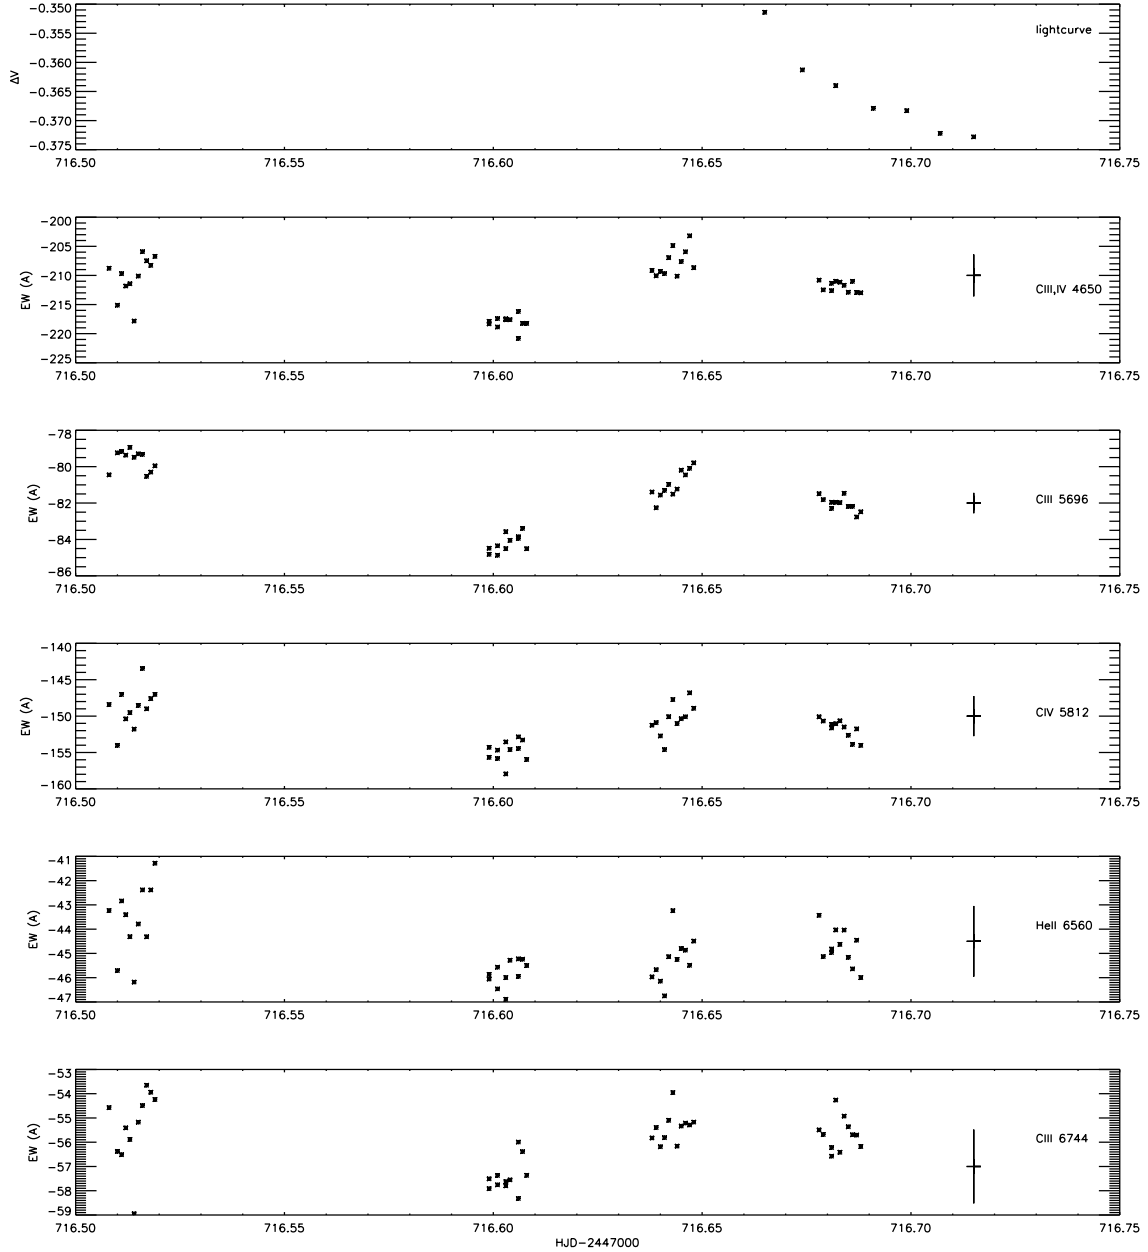 −0.350
−0.355
−0.360
−0.365
−0.370
−0.375
ΔV
lightcurve
716.50 716.55 716.60 716.65 716.70 716.75
−200
−205
−210
−215
−220
−225
EW (A)
CIII,IV 4650
716.50 716.55 716.60 716.65 716.70 716.75
−78
−80
−82
−84
−86
EW (A)
CIII 5696
716.50 716.55 716.60 716.65 716.70 716.75
−140
−145
−150
−155
−160
EW (A)
CIV 5812
716.50 716.55 716.60 716.65 716.70 716.75
−41
−42
−43
−44
−45
−46
−47
EW (A)
HeII 6560
716.50 716.55 716.60 716.65 716.70 716.75
−53
−54
−55
−56
−57
−58
−59
EW (A)
CIII 6744
716.50 716.55 716.60 716.65 716.70 716.75
HJD−2447000